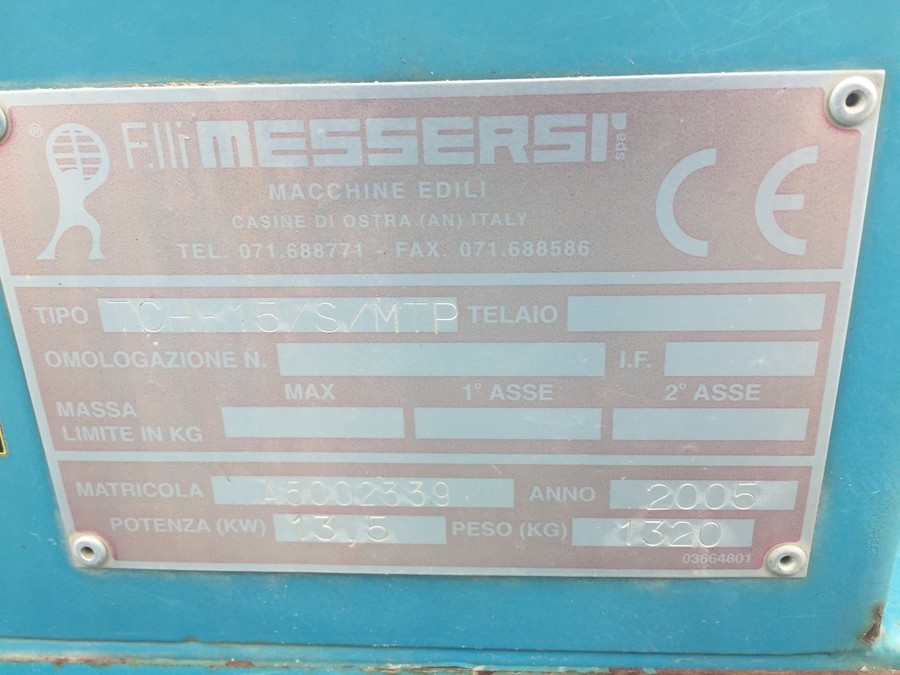 ® F.lli MESSERSI' spa
MACCHINE EDILI
CASINE DI OSTRA (AN) ITALY
TEL. 071.688771 - FAX. 071.688586
CE
TIPO TCH-15/S/MTP TELAIO
OMOLOGAZIONE N. I.F.
MAX 1° ASSE 2° ASSE
MASSA
LIMITE IN KG
MATRICOLA A5002339 ANNO 2005
POTENZA (KW) 13,5 PESO (KG) 1320
03664801